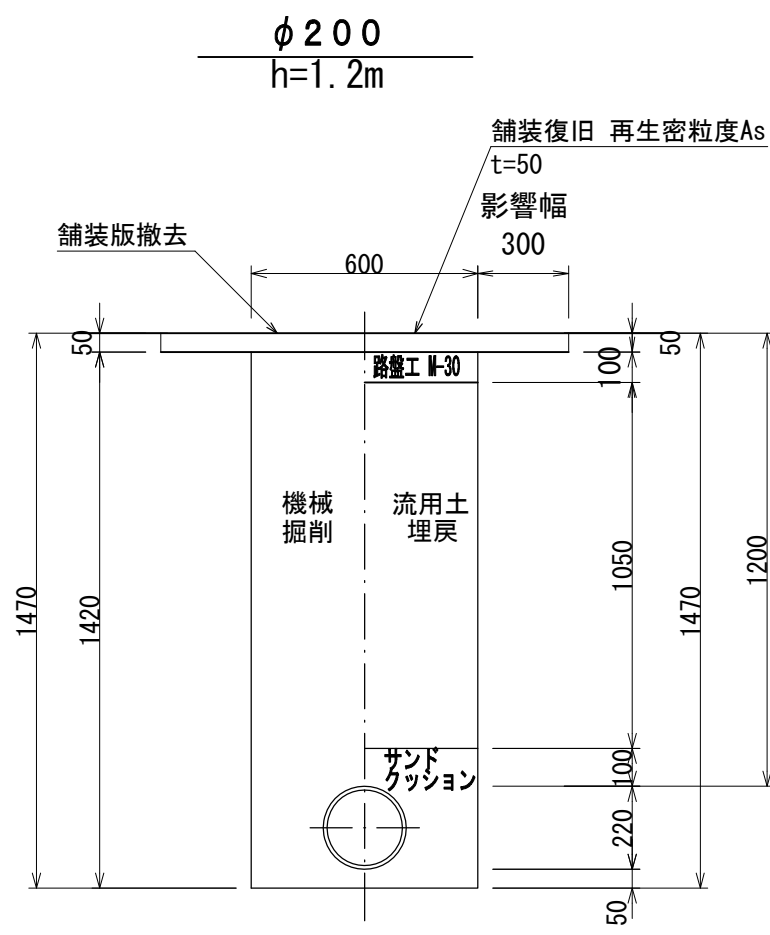 φ200
h=1.2m
舗装復旧 再生密粒度As
t=50
影響幅
300
舗装版撤去
600
50
50
路盤工 M-30
100
機械
掘削
流用土
埋戻
1050
1200
1470
1420
1470
サンド
クッション
100
220
50